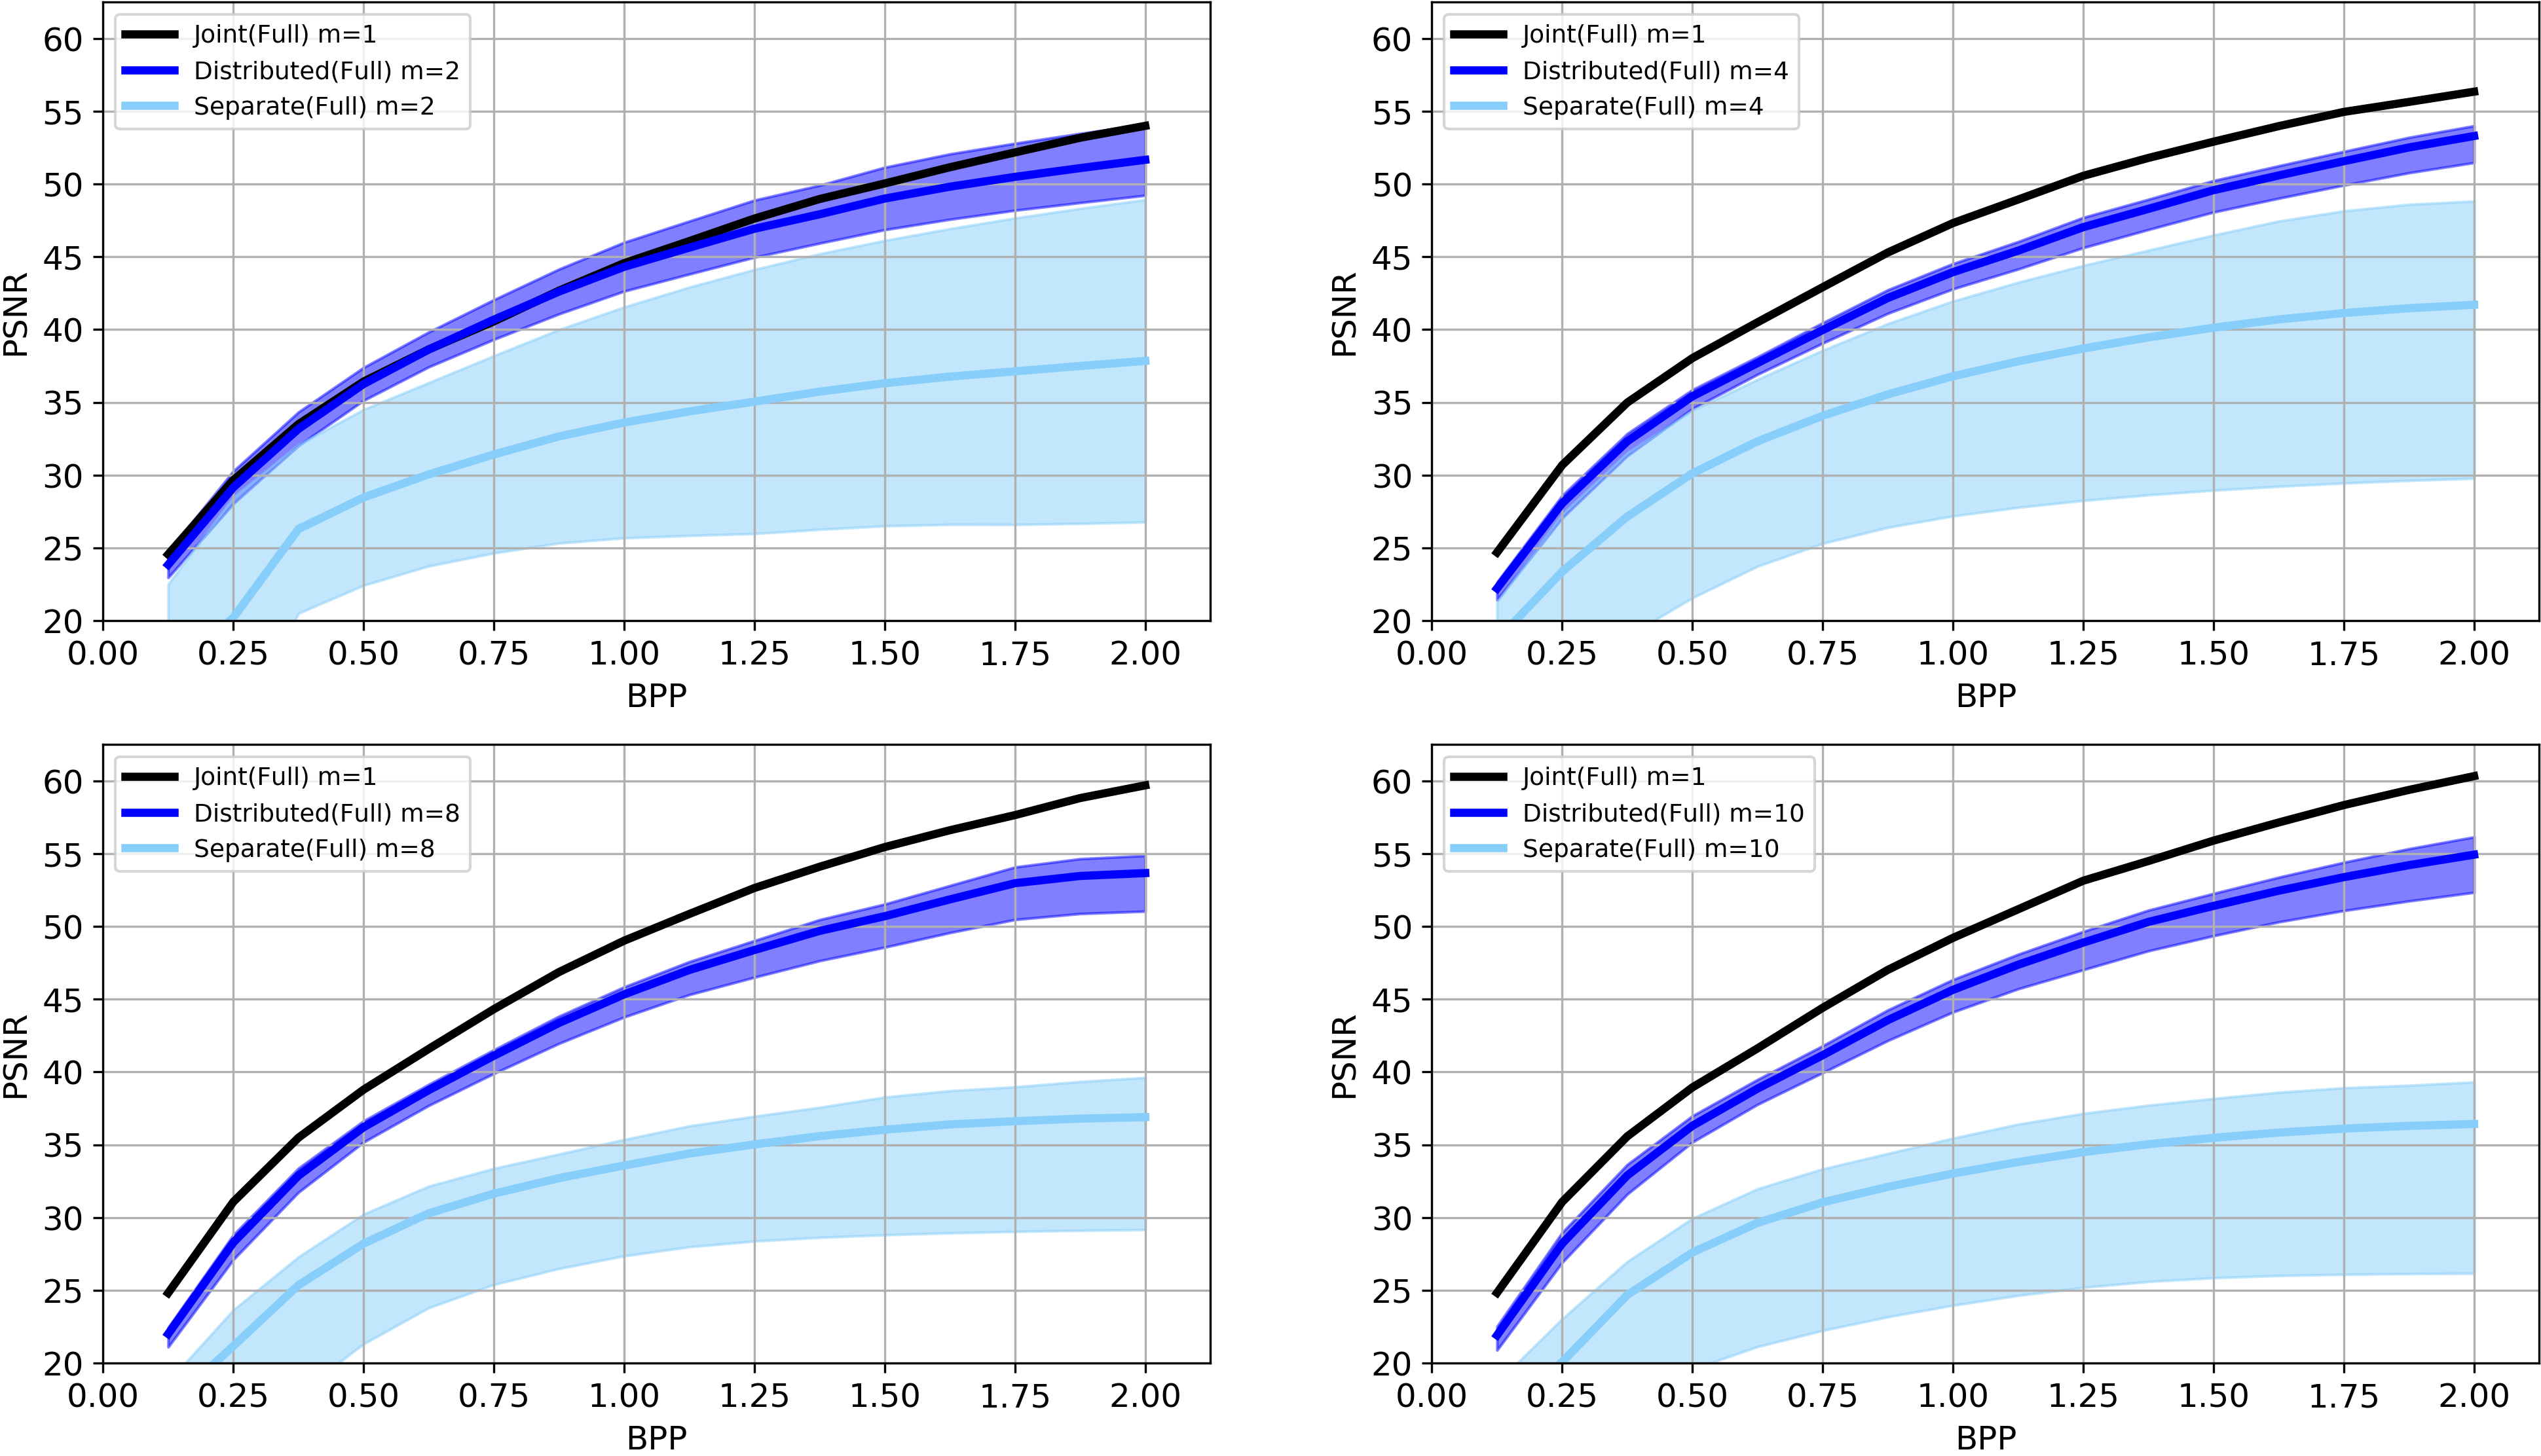 Joint(Full) m=1
Distributed(Full) m=2
Separate(Full) m=2
60
55
50
45
40
35
30
25
20
PSNR
0.00 0.25 0.50 0.75 1.00 1.25 1.50 1.75 2.00
BPP
Joint(Full) m=1
Distributed(Full) m=4
Separate(Full) m=4
60
55
50
45
40
35
30
25
20
PSNR
0.00 0.25 0.50 0.75 1.00 1.25 1.50 1.75 2.00
BPP
Joint(Full) m=1
Distributed(Full) m=8
Separate(Full) m=8
60
55
50
45
40
35
30
25
20
PSNR
0.00 0.25 0.50 0.75 1.00 1.25 1.50 1.75 2.00
BPP
Joint(Full) m=1
Distributed(Full) m=10
Separate(Full) m=10
60
55
50
45
40
35
30
25
20
PSNR
0.00 0.25 0.50 0.75 1.00 1.25 1.50 1.75 2.00
BPP